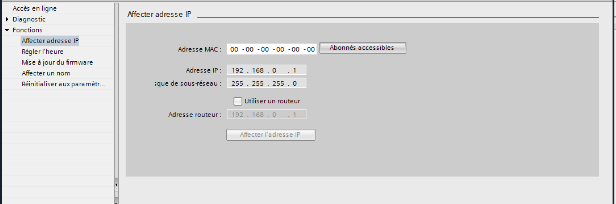 Accès en ligne
Diagnostic
Fonctions
Affecter adresse IP
Régler l'heure
Mise à jour du firmware
Affecter un nom
Réinitialiser aux paramétr...
Affecter adresse IP
Adresse MAC : 00 -00 -00 -00 -00 -00 Abonnés accessibles
Adresse IP : 192 . 168 . 0 . 1
sque de sous-réseau : 255 . 255 . 255 . 0
Utiliser un routeur
Adresse routeur : 192 . 168 . 0 . 1
Affecter l'adresse IP